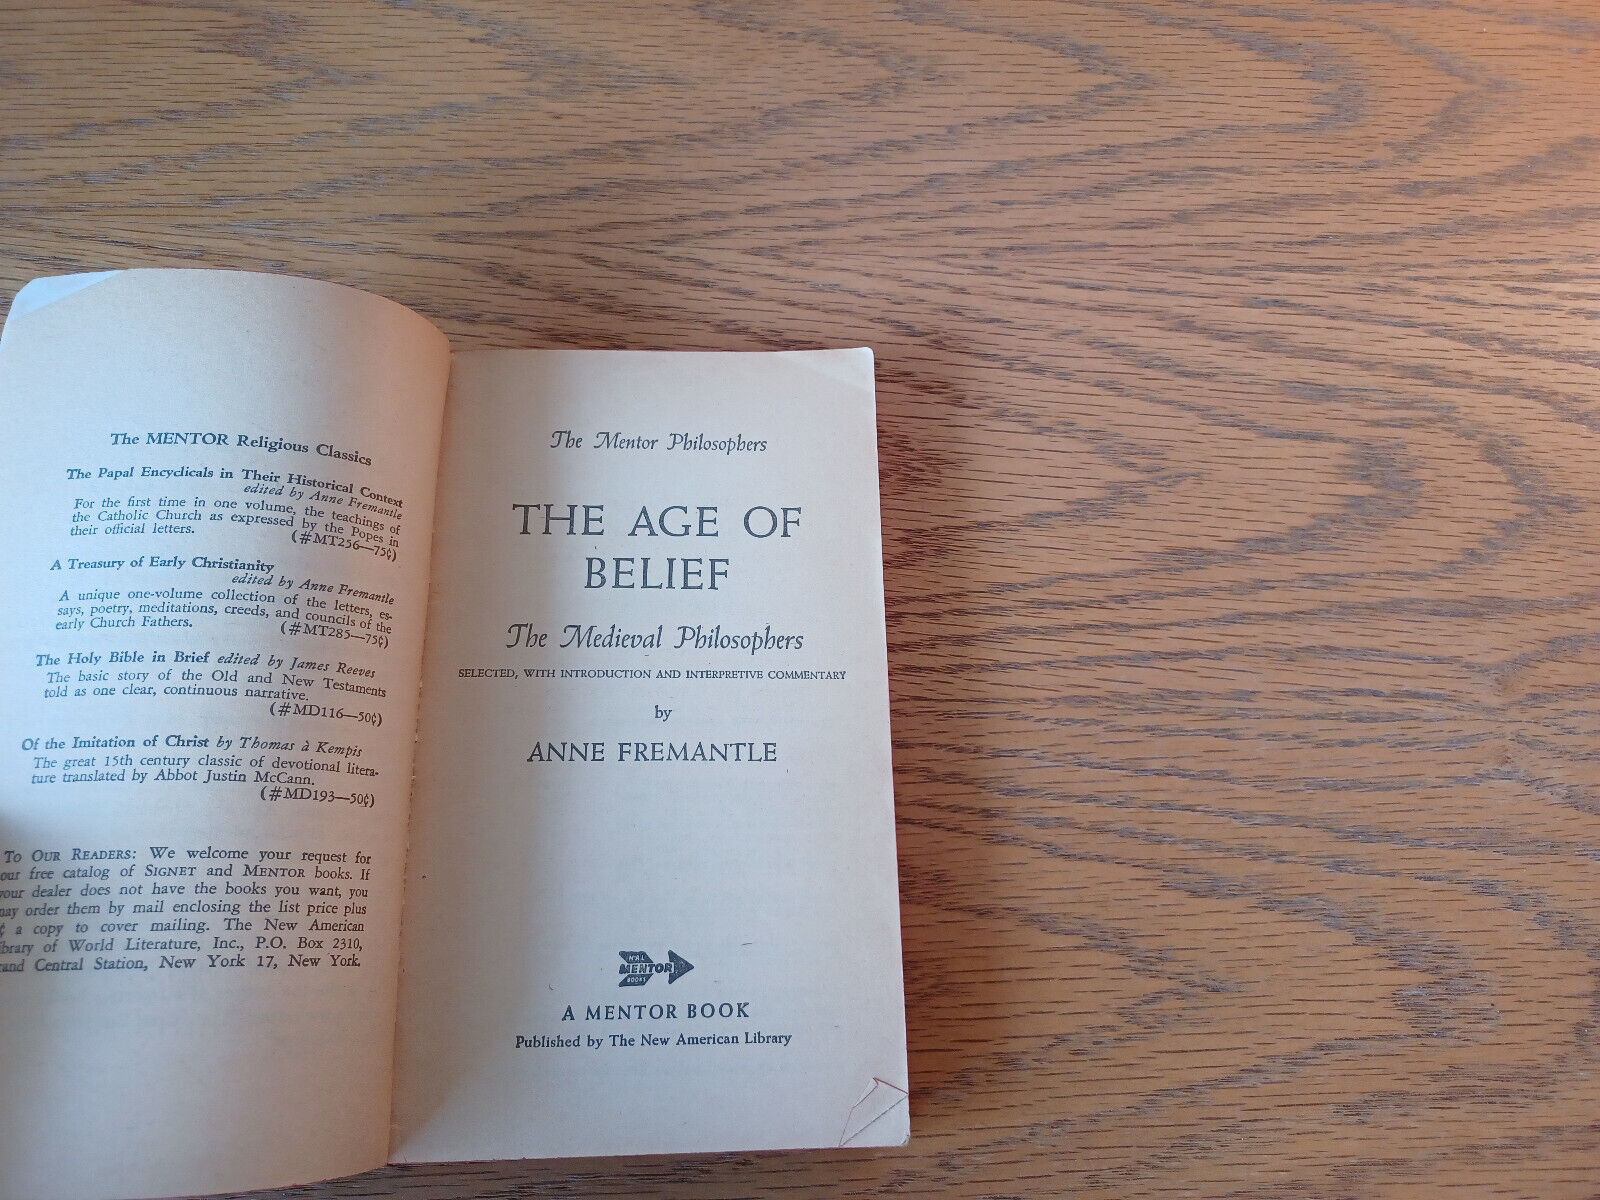 The MENTOR Religious Classics
The Papal Encyclicals in Their Historical Context
edited by Anne Fremantle
For the first time in one volume, the teachings of
the Catholic Church as expressed by the Popes in
their official letters.
(#MT256—75¢)
A Treasury of Early Christianity
edited by Anne Fremantle
A unique one-volume collection of the letters, es-
says, poetry, meditations, creeds, and councils of the
early Church Fathers.
(#MT285—75¢)
The Holy Bible in Brief edited by James Reeves
The basic story of the Old and New Testaments
told as one clear, continuous narrative.
(#MD116—50¢)
Of the Imitation of Christ by Thomas à Kempis
The great 15th century classic of devotional litera-
ture translated by Abbot Justin McCann.
(#MD193—50¢)
TO OUR READERS: We welcome your request for
our free catalog of SIGNET and MENTOR books. If
your dealer does not have the books you want, you
may order them by mail enclosing the list price plus
¢ a copy to cover mailing. The New American
Library of World Literature, Inc., P.O. Box 2310,
Grand Central Station, New York 17, New York.
The Mentor Philosophers
THE AGE OF
BELIEF
The Medieval Philosophers
SELECTED, WITH INTRODUCTION AND INTERPRETIVE COMMENTARY
by
ANNE FREMANTLE
NAL
MENTOR
BOOKS
A MENTOR BOOK
Published by The New American Library